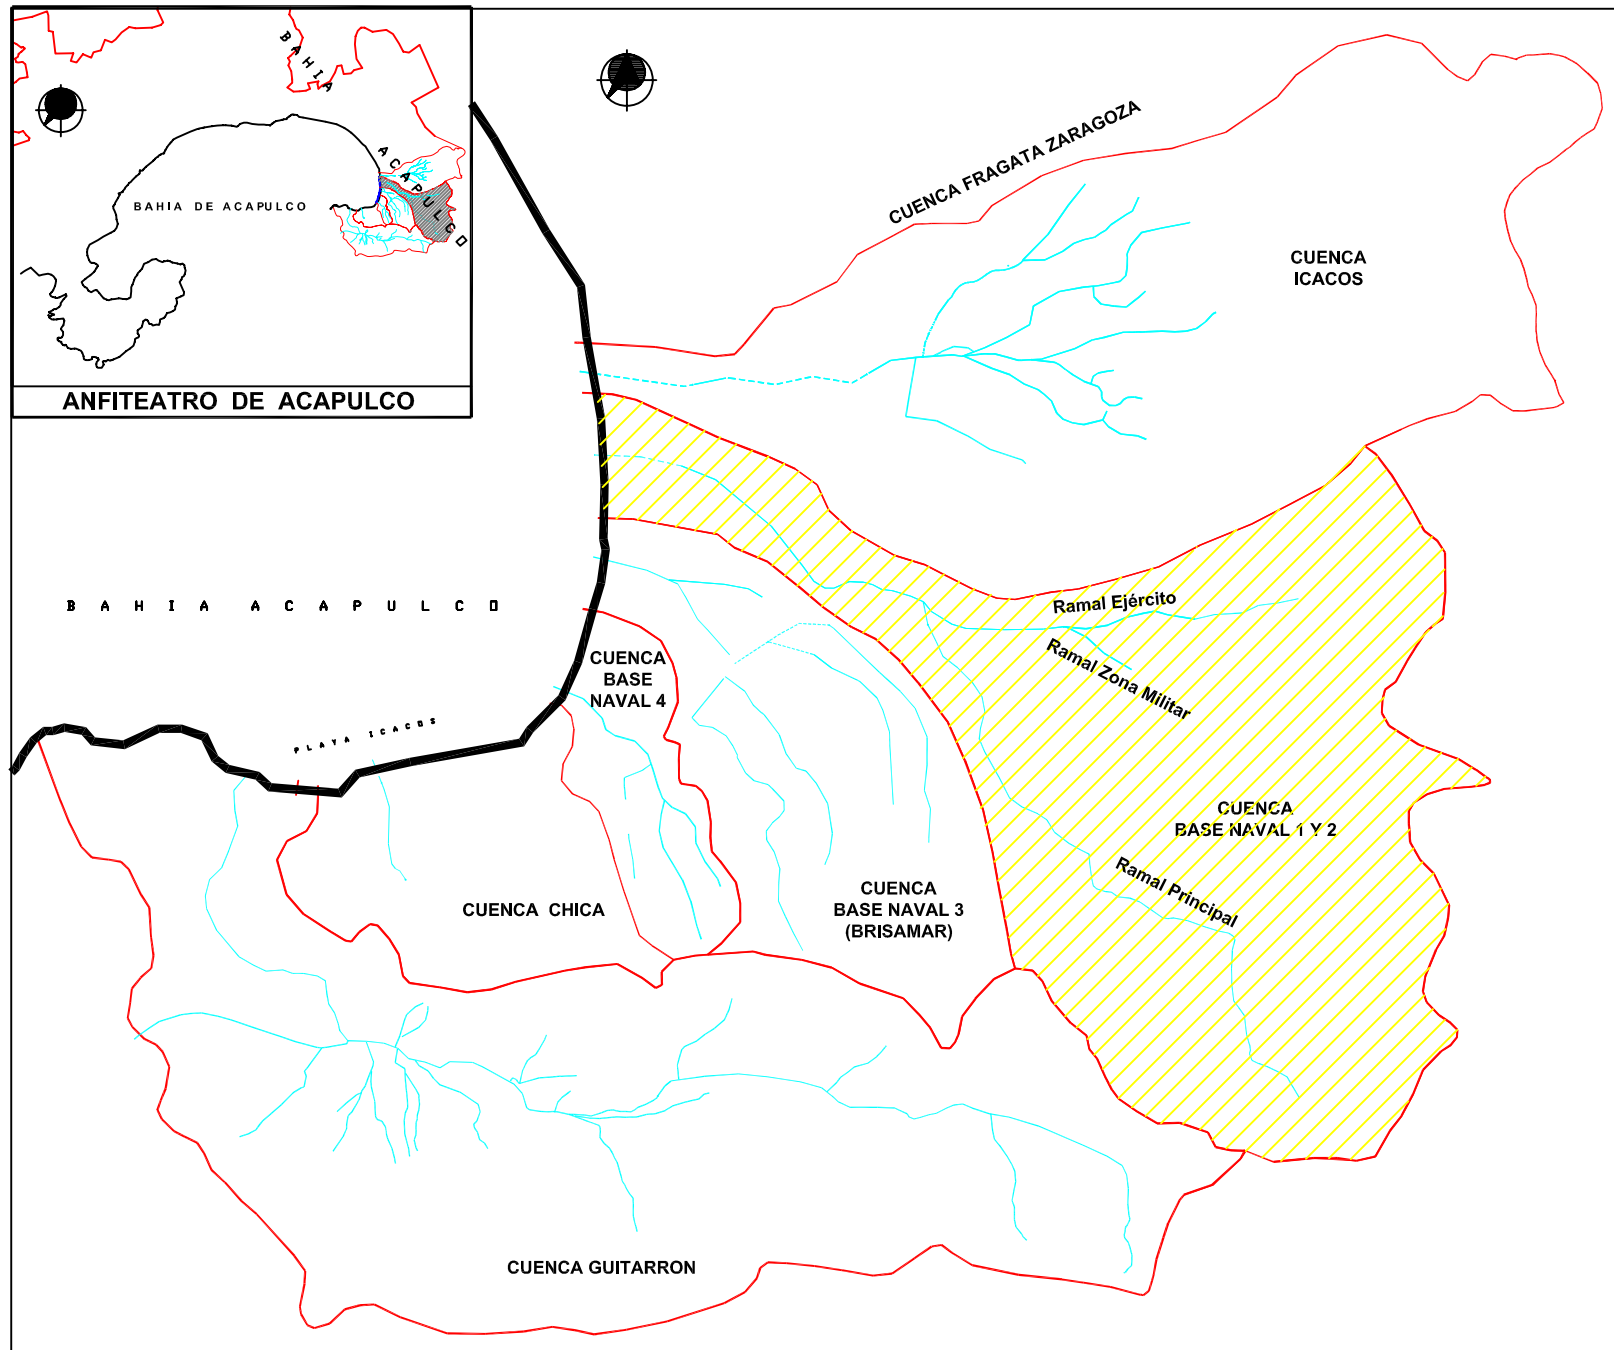 BAHIA
ACAPULCO
BAHIA DE ACAPULCO
ANFITEATRO DE ACAPULCO
CUENCA FRAGATA ZARAGOZA
CUENCA
ICACOS
BAHIA ACAPULCO
Ramal Ejército
Ramal Zona Militar
CUENCA
BASE
NAVAL 4
PLAYA ICACOS
CUENCA
BASE NAVAL 1 Y 2
Ramal Principal
CUENCA CHICA
CUENCA
BASE NAVAL 3
(BRISAMAR)
CUENCA GUITARRON